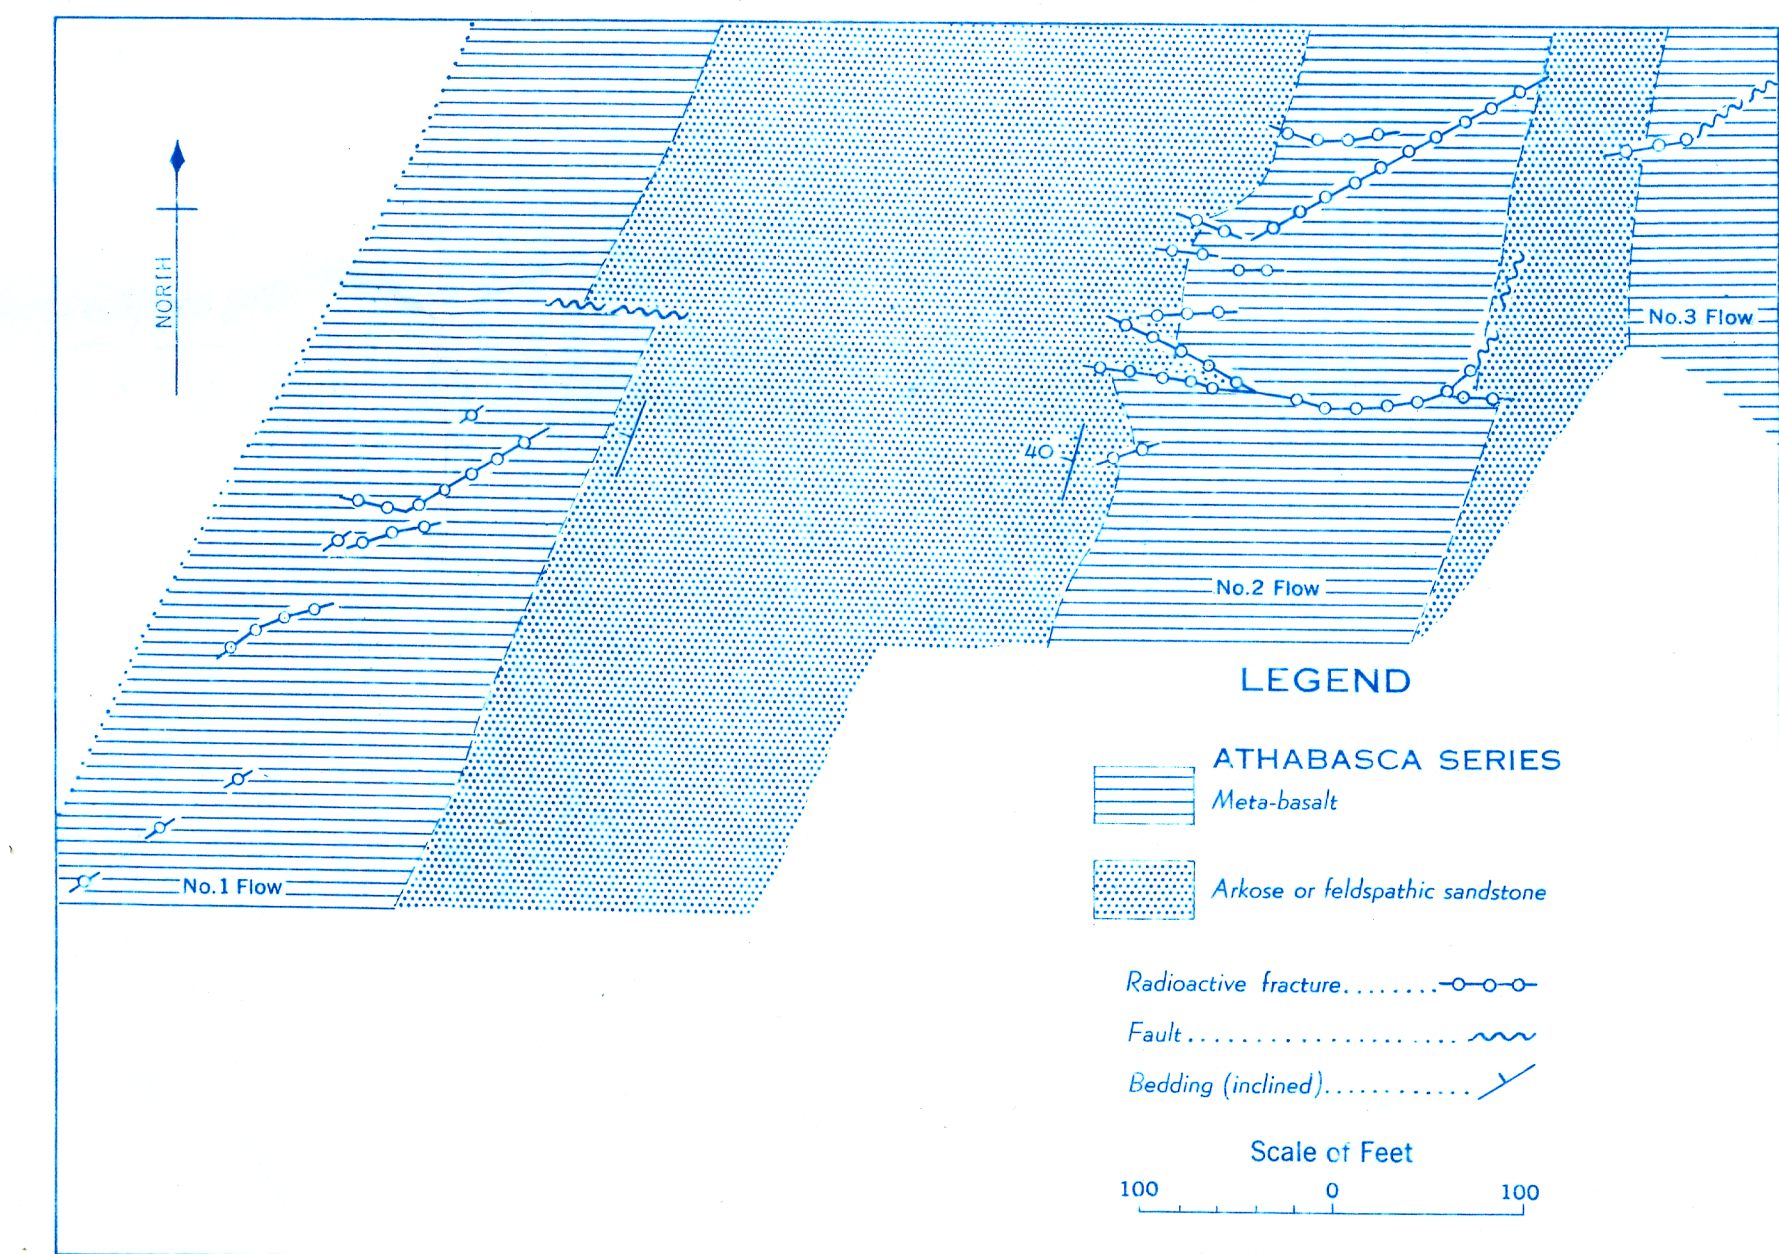 NORTH
No.3 Flow
40
No.2 Flow
No.1 Flow
LEGEND
ATHABASCA SERIES
Meta-basalt
Arkose or feldspathic sandstone
Radioactive fracture........
Fault......................
Bedding (inclined)............
Scale of Feet
100 0 100